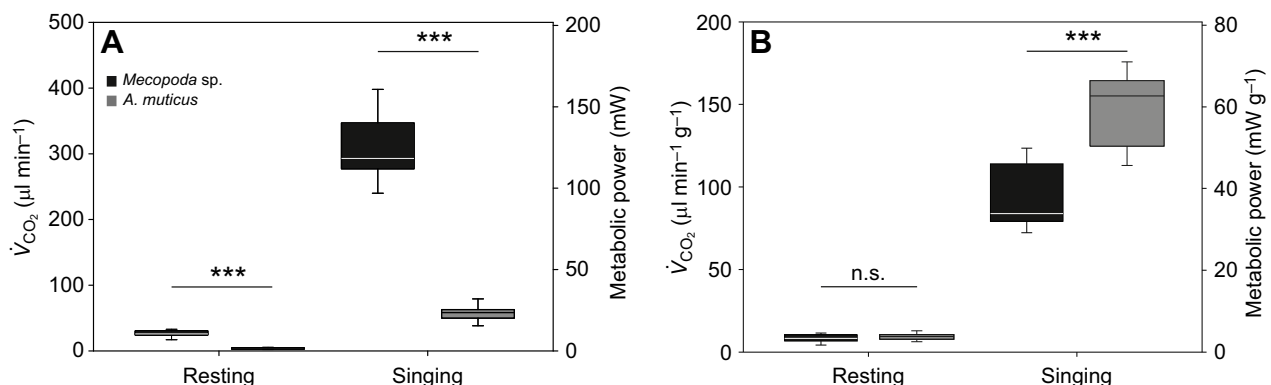 A
500
400
300
200
100
0
V̇CO₂ (µl min⁻¹)
Mecopoda sp.
A. muticus
***
***
200
150
100
50
0
Metabolic power (mW)
Resting
Singing
B
200
150
100
50
0
V̇CO₂ (µl min⁻¹ g⁻¹)
n.s.
***
80
60
40
20
0
Metabolic power (mW g⁻¹)
Resting
Singing